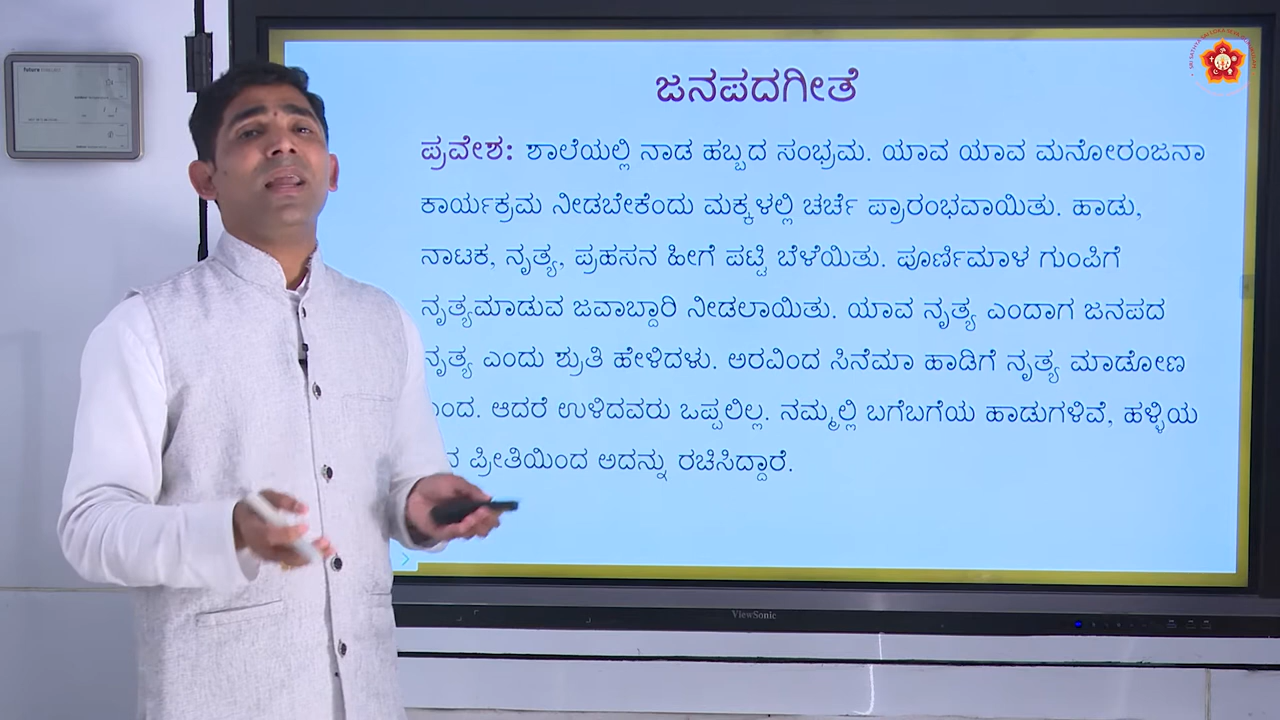 ಜನಪದಗೀತೆ
ಪ್ರವೇಶ: ಶಾಲೆಯಲ್ಲಿ ನಾಡ ಹಬ್ಬದ ಸಂಭ್ರಮ. ಯಾವ ಯಾವ ಮನೋರಂಜನಾ
ಕಾರ್ಯಕ್ರಮ ನೀಡಬೇಕೆಂದು ಮಕ್ಕಳಲ್ಲಿ ಚರ್ಚೆ ಪ್ರಾರಂಭವಾಯಿತು. ಹಾಡು,
ನಾಟಕ, ನೃತ್ಯ, ಪ್ರಹಸನ ಹೀಗೆ ಪಟ್ಟಿ ಬೆಳೆಯಿತು. ಪೂರ್ಣಿಮಾಳ ಗುಂಪಿಗೆ
ನೃತ್ಯಮಾಡುವ ಜವಾಬ್ದಾರಿ ನೀಡಲಾಯಿತು. ಯಾವ ನೃತ್ಯ ಎಂದಾಗ ಜನಪದ
ನೃತ್ಯ ಎಂದು ಶ್ರುತಿ ಹೇಳಿದಳು. ಅರವಿಂದ ಸಿನೆಮಾ ಹಾಡಿಗೆ ನೃತ್ಯ ಮಾಡೋಣ
ಆದರೆ ಉಳಿದವರು ಒಪ್ಪಲಿಲ್ಲ. ನಮ್ಮಲ್ಲಿ ಬಗೆಬಗೆಯ ಹಾಡುಗಳಿವೆ, ಹಳ್ಳಿಯ
ಪ್ರೀತಿಯಿಂದ ಅದನ್ನು ರಚಿಸಿದ್ದಾರೆ.
ViewSonic